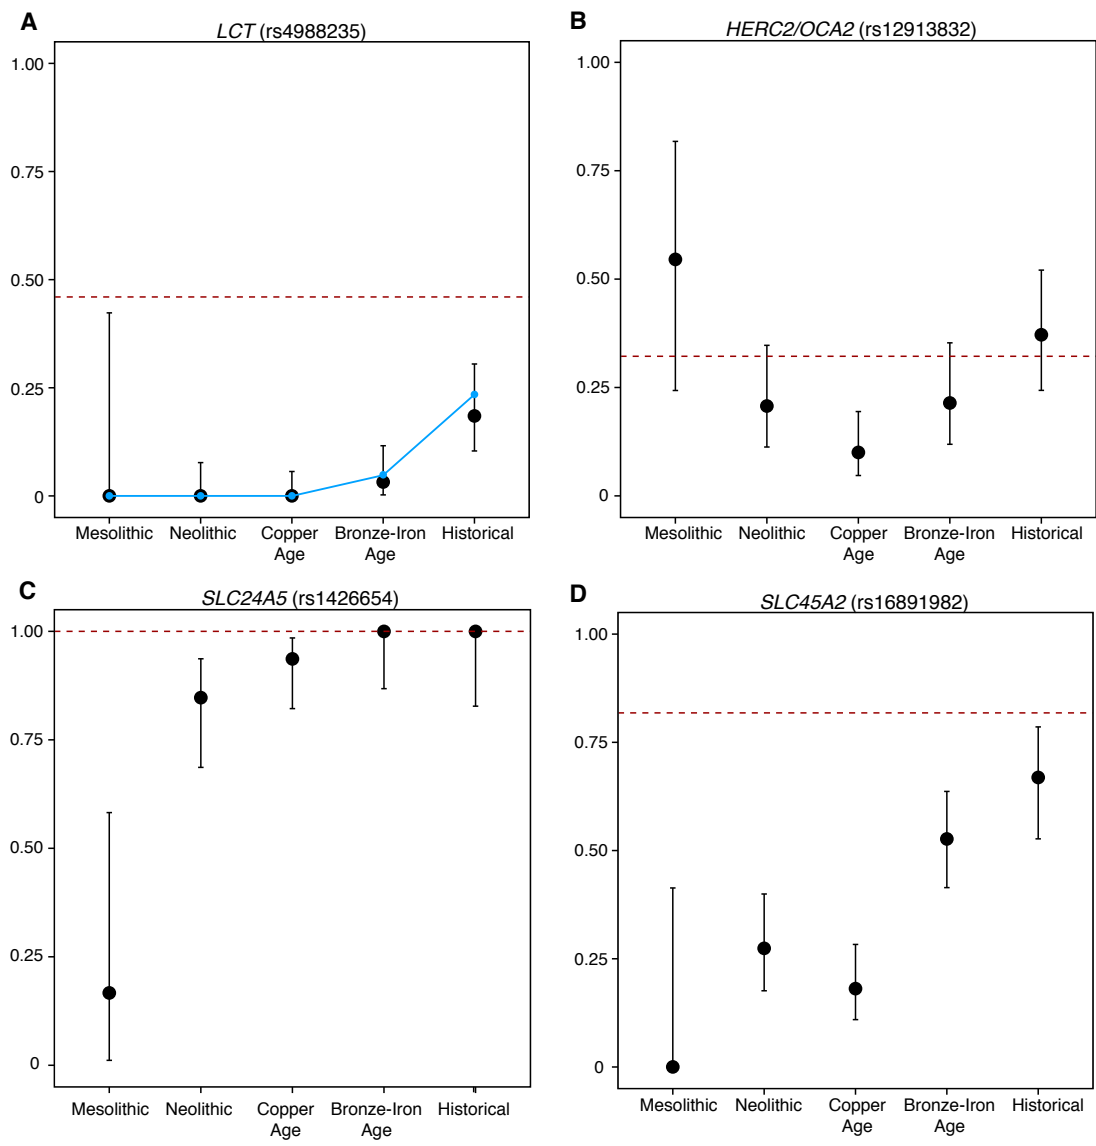 A
LCT (rs4988235)
1.00
0.75
0.50
0.25
0
Mesolithic Neolithic Copper Age Bronze-Iron Age Historical
B
HERC2/OCA2 (rs12913832)
1.00
0.75
0.50
0.25
0
Mesolithic Neolithic Copper Age Bronze-Iron Age Historical
C
SLC24A5 (rs1426654)
1.00
0.75
0.50
0.25
0
Mesolithic Neolithic Copper Age Bronze-Iron Age Historical
D
SLC45A2 (rs16891982)
1.00
0.75
0.50
0.25
0
Mesolithic Neolithic Copper Age Bronze-Iron Age Historical